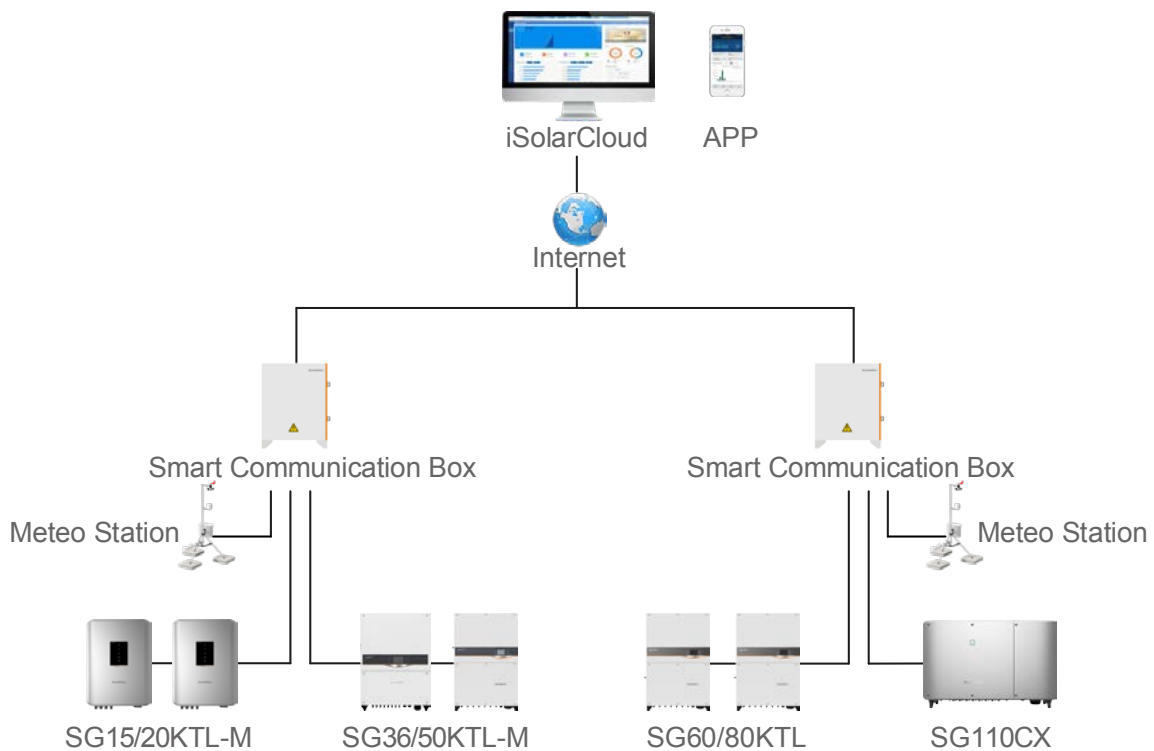 iSolarCloud
APP
Internet
Smart Communication Box
Smart Communication Box
Meteo Station
Meteo Station
SG15/20KTL-M
SG36/50KTL-M
SG60/80KTL
SG110CX